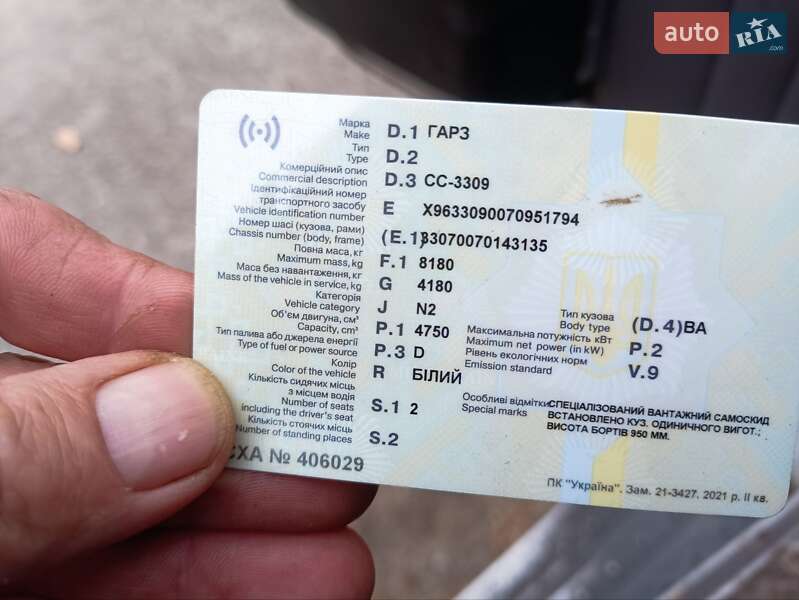 auto RIA.com
Марка
Make D.1 ГАРЗ
Тип
Type D.2
Комерційний опис
Commercial description D.3 СС-3309
Ідентифікаційний номер
транспортного засобу
Vehicle identification number E X9633090070951794
Номер шасі (кузова, рами)
Chassis number (body, frame) (E.1) 33070070143135
Повна маса, кг
Maximum mass, kg F.1 8180
Маса без навантаження, кг
Mass of the vehicle in service, kg G 4180
Категорія
Vehicle category J N2
Об'єм двигуна, см³
Capacity, cm³ P.1 4750
Тип палива або джерела енергії
Type of fuel or power source P.3 D
Колір
Color of the vehicle R БІЛИЙ
Кількість сидячих місць
з місцем водія
Number of seats
including the driver's seat S.1 2
Кількість стоячих місць
Number of standing places S.2
Тип кузова
Body type (D.4) ВА
Максимальна потужність кВт
Maximum net power (in kW) P.2
Рівень екологічних норм
Emission standard V.9
Особливі відмітки СПЕЦІАЛІЗОВАНИЙ ВАНТАЖНИЙ САМОСКИД
Special marks ВСТАНОВЛЕНО КУЗ. ОДИНИЧНОГО ВИГОТ.;
ВИСОТА БОРТІВ 950 ММ.
СХА № 406029
ПК "Україна". Зам. 21-3427. 2021 р. II кв.